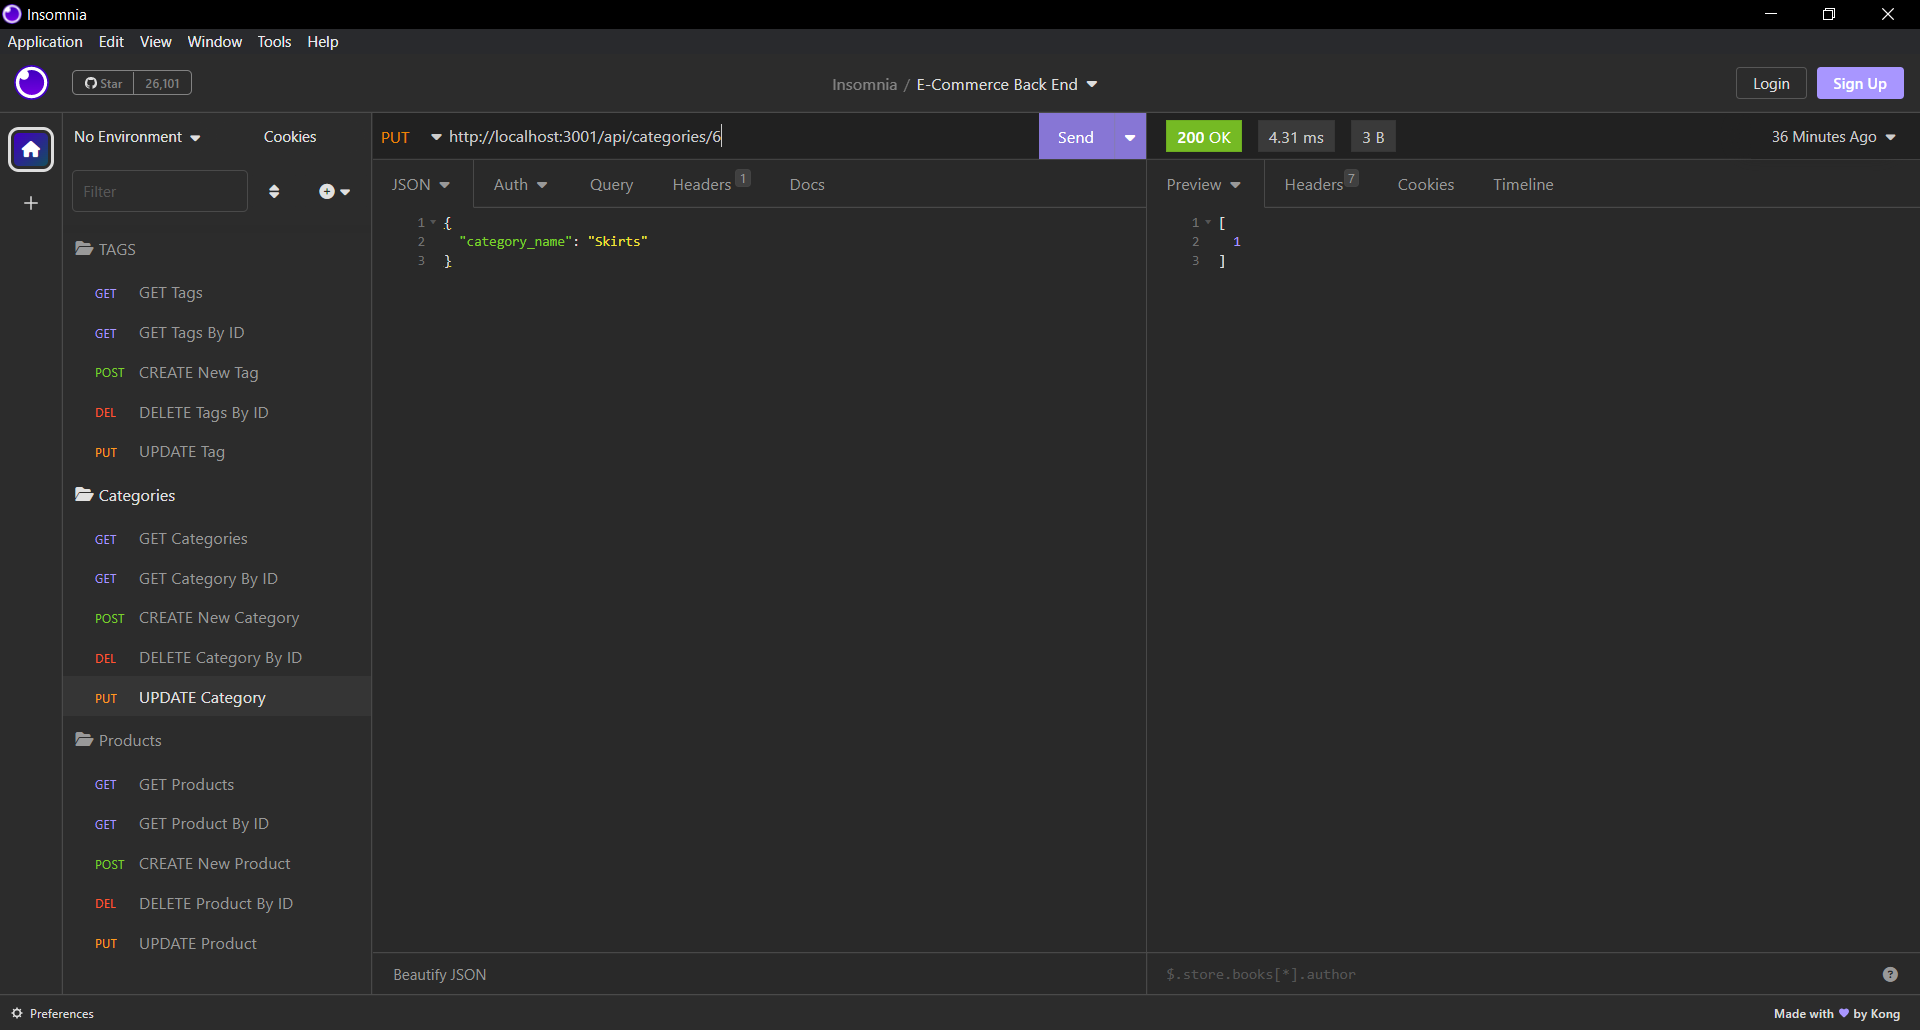 Insomnia
Application Edit View Window Tools Help
Star 26,101
Insomnia / E-Commerce Back End
Login Sign Up
No Environment Cookies
PUT http://localhost:3001/api/categories/6
Send
200 OK 4.31 ms 3 B
36 Minutes Ago
Filter
JSON Auth Query Headers 1 Docs
Preview Headers 7 Cookies Timeline
1 {
2 "category_name": "Skirts"
3 }
1 [
2 1
3 ]
TAGS
GET GET Tags
GET GET Tags By ID
POST CREATE New Tag
DEL DELETE Tags By ID
PUT UPDATE Tag
Categories
GET GET Categories
GET GET Category By ID
POST CREATE New Category
DEL DELETE Category By ID
PUT UPDATE Category
Products
GET GET Products
GET GET Product By ID
POST CREATE New Product
DEL DELETE Product By ID
PUT UPDATE Product
Beautify JSON
$.store.books[*].author
?
Preferences
Made with by Kong